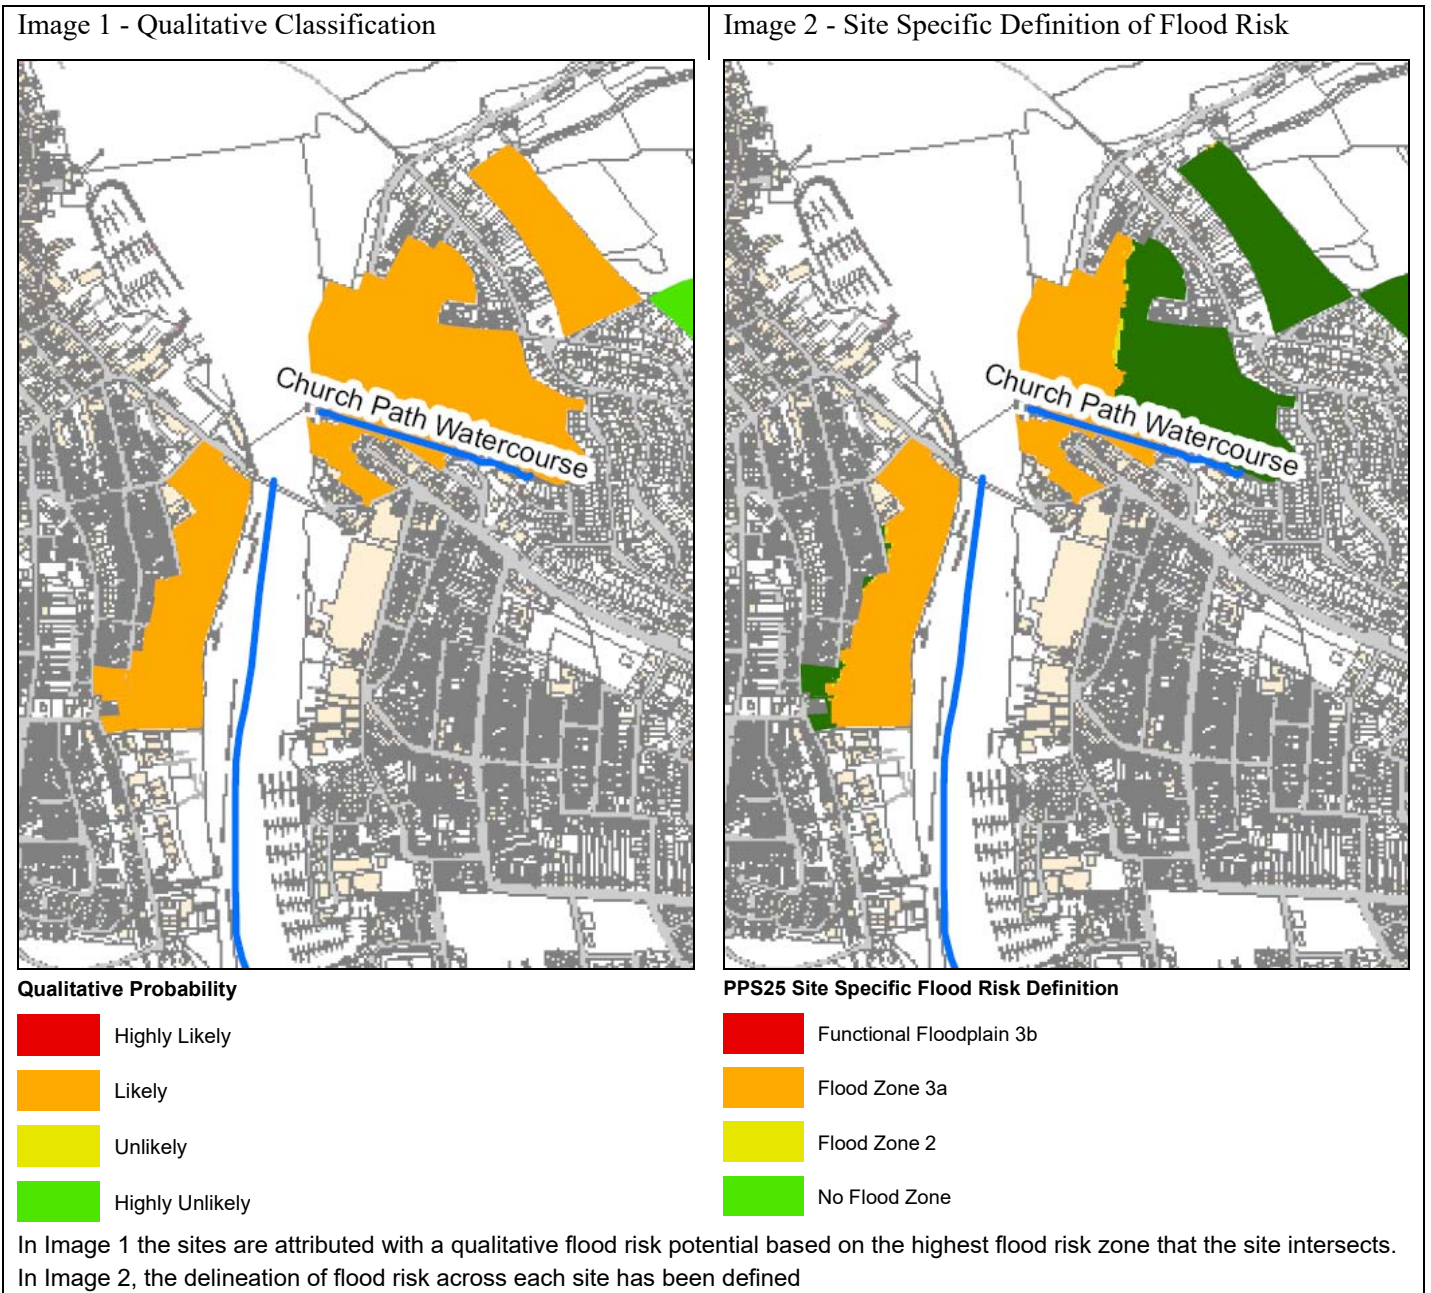 Image 1 - Qualitative Classification
Image 2 - Site Specific Definition of Flood Risk
Church Path Watercourse
Church Path Watercourse
Qualitative Probability
Highly Likely
Likely
Unlikely
Highly Unlikely
PPS25 Site Specific Flood Risk Definition
Functional Floodplain 3b
Flood Zone 3a
Flood Zone 2
No Flood Zone
In Image 1 the sites are attributed with a qualitative flood risk potential based on the highest flood risk zone that the site intersects.
In Image 2, the delineation of flood risk across each site has been defined